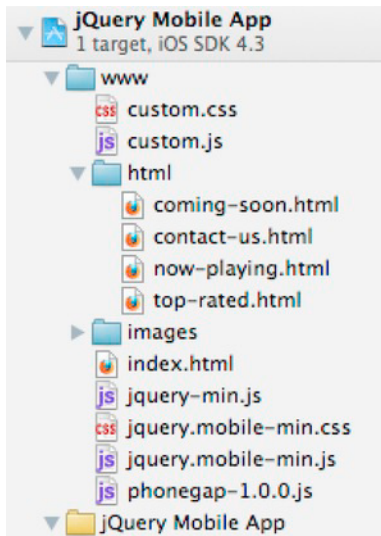 jQuery Mobile App
1 target, iOS SDK 4.3
www
css custom.css
js custom.js
html
coming-soon.html
contact-us.html
now-playing.html
top-rated.html
images
index.html
js jquery-min.js
css jquery.mobile-min.css
js jquery.mobile-min.js
js phonegap-1.0.0.js
jQuery Mobile App